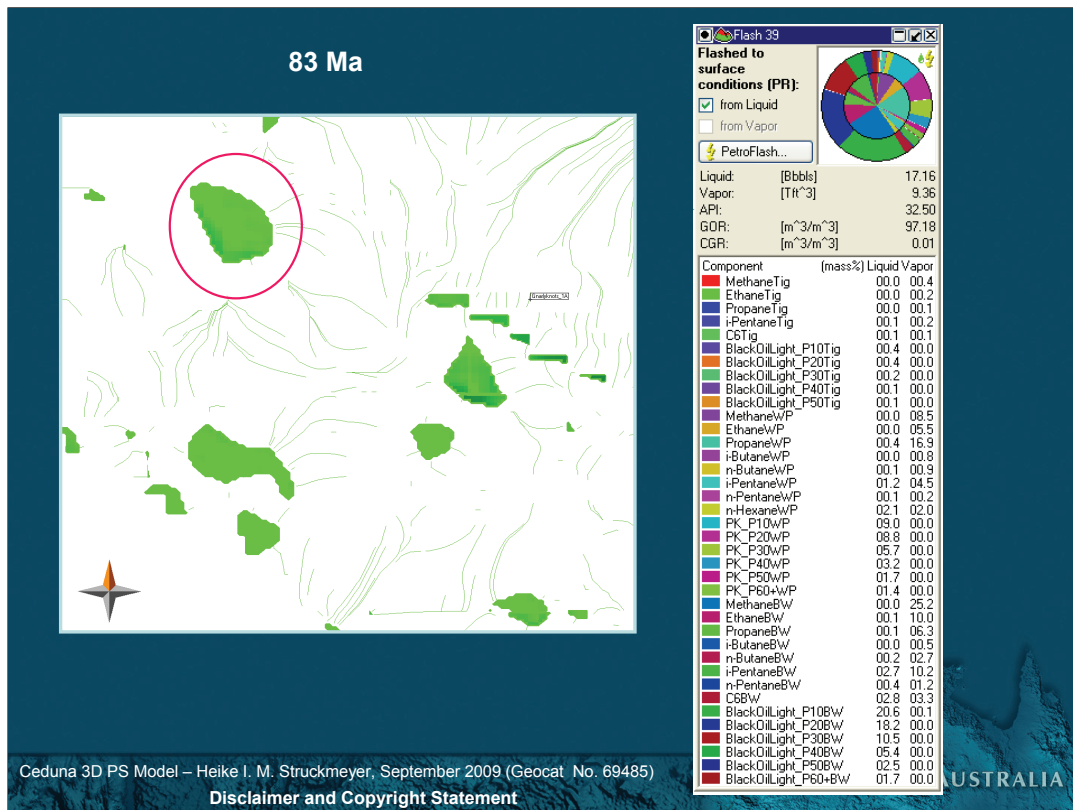 83 Ma
Gnarlyknots_1A
Flash 39
Flashed to
surface
conditions (PR):
from Liquid
from Vapor
PetroFlash...
Liquid: [Bbbls] 17.16
Vapor: [Tft^3] 9.36
API: 32.50
GOR: [m^3/m^3] 97.18
CGR: [m^3/m^3] 0.01
Component (mass%) Liquid Vapor
MethaneTig 00.0 00.4
EthaneTig 00.0 00.2
PropaneTig 00.0 00.1
i-PentaneTig 00.1 00.2
C6Tig 00.1 00.1
BlackOilLight_P10Tig 00.4 00.0
BlackOilLight_P20Tig 00.4 00.0
BlackOilLight_P30Tig 00.2 00.0
BlackOilLight_P40Tig 00.1 00.0
BlackOilLight_P50Tig 00.1 00.0
MethaneWP 00.0 08.5
EthaneWP 00.0 05.5
PropaneWP 00.4 16.9
i-ButaneWP 00.0 00.8
n-ButaneWP 00.1 00.9
i-PentaneWP 01.2 04.5
n-PentaneWP 00.1 00.2
n-HexaneWP 02.1 02.0
PK_P10WP 09.0 00.0
PK_P20WP 08.8 00.0
PK_P30WP 05.7 00.0
PK_P40WP 03.2 00.0
PK_P50WP 01.7 00.0
PK_P60+WP 01.4 00.0
MethaneBW 00.0 25.2
EthaneBW 00.1 10.0
PropaneBW 00.1 06.3
i-ButaneBW 00.0 00.5
n-ButaneBW 00.2 02.7
i-PentaneBW 02.7 10.2
n-PentaneBW 00.4 01.2
C6BW 02.8 03.3
BlackOilLight_P10BW 20.6 00.1
BlackOilLight_P20BW 18.2 00.0
BlackOilLight_P30BW 10.5 00.0
BlackOilLight_P40BW 05.4 00.0
BlackOilLight_P50BW 02.5 00.0
BlackOilLight_P60+BW 01.7 00.0
Ceduna 3D PS Model – Heike I. M. Struckmeyer, September 2009 (Geocat No. 69485)
Disclaimer and Copyright Statement
AUSTRALIA